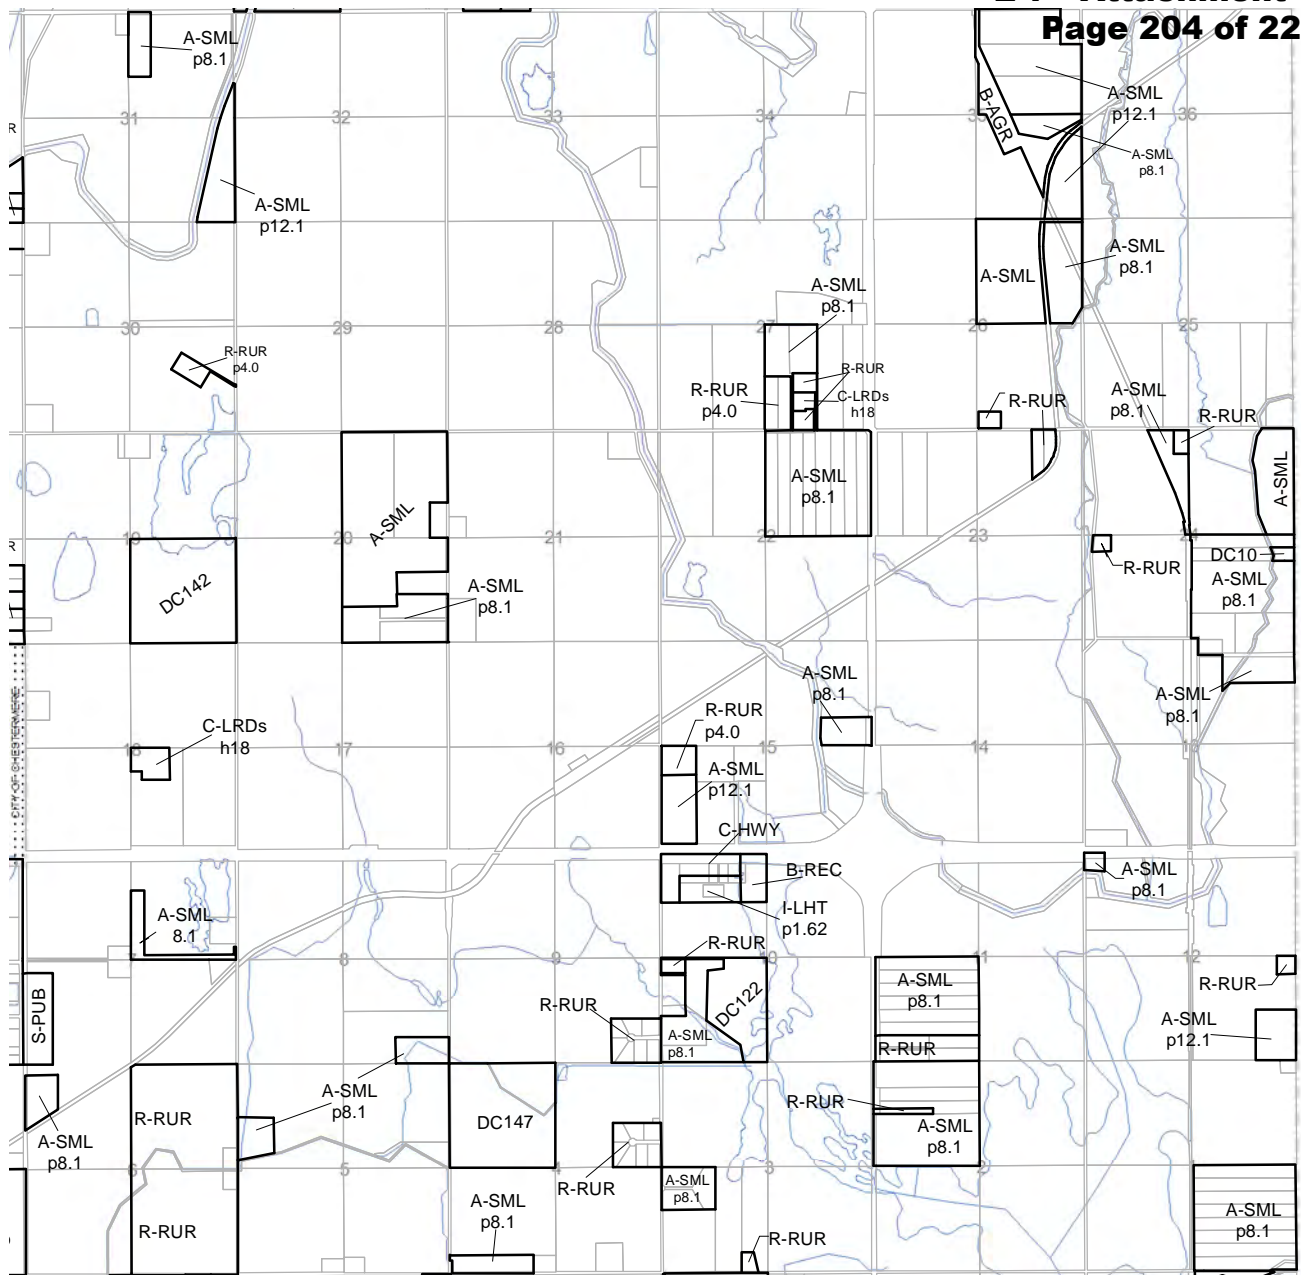 Page 204 of 22
A-SML
p8.1
31
32
33
34
36
B-AGR
A-SML
p12.1
A-SML
p8.1
R
A-SML
p12.1
A-SML
p8.1
A-SML
A-SML
p8.1
30
29
28
27
26
25
R-RUR
p4.0
R-RUR
p4.0
R-RUR
C-LRDs
h18
R-RUR
A-SML
p8.1
R-RUR
A-SML
A-SML
p8.1
A-SML
19
20
21
22
23
24
R
DC142
R-RUR
DC10
A-SML
p8.1
A-SML
p8.1
A-SML
p8.1
A-SML
p8.1
CITY OF CHESTERMERE
C-LRDs
h18
R-RUR
p4.0
18
17
16
15
14
13
A-SML
p12.1
C-HWY
B-REC
A-SML
p8.1
I-LHT
p1.62
A-SML
8.1
R-RUR
7
8
10
11
12
S-PUB
R-RUR
DC122
A-SML
p8.1
A-SML
p8.1
R-RUR
R-RUR
A-SML
p12.1
A-SML
p8.1
R-RUR
DC147
R-RUR
A-SML
p8.1
A-SML
p8.1
5
4
3
2
R-RUR
A-SML
p8.1
R-RUR
A-SML
p8.1
R-RUR
A-SML
p8.1